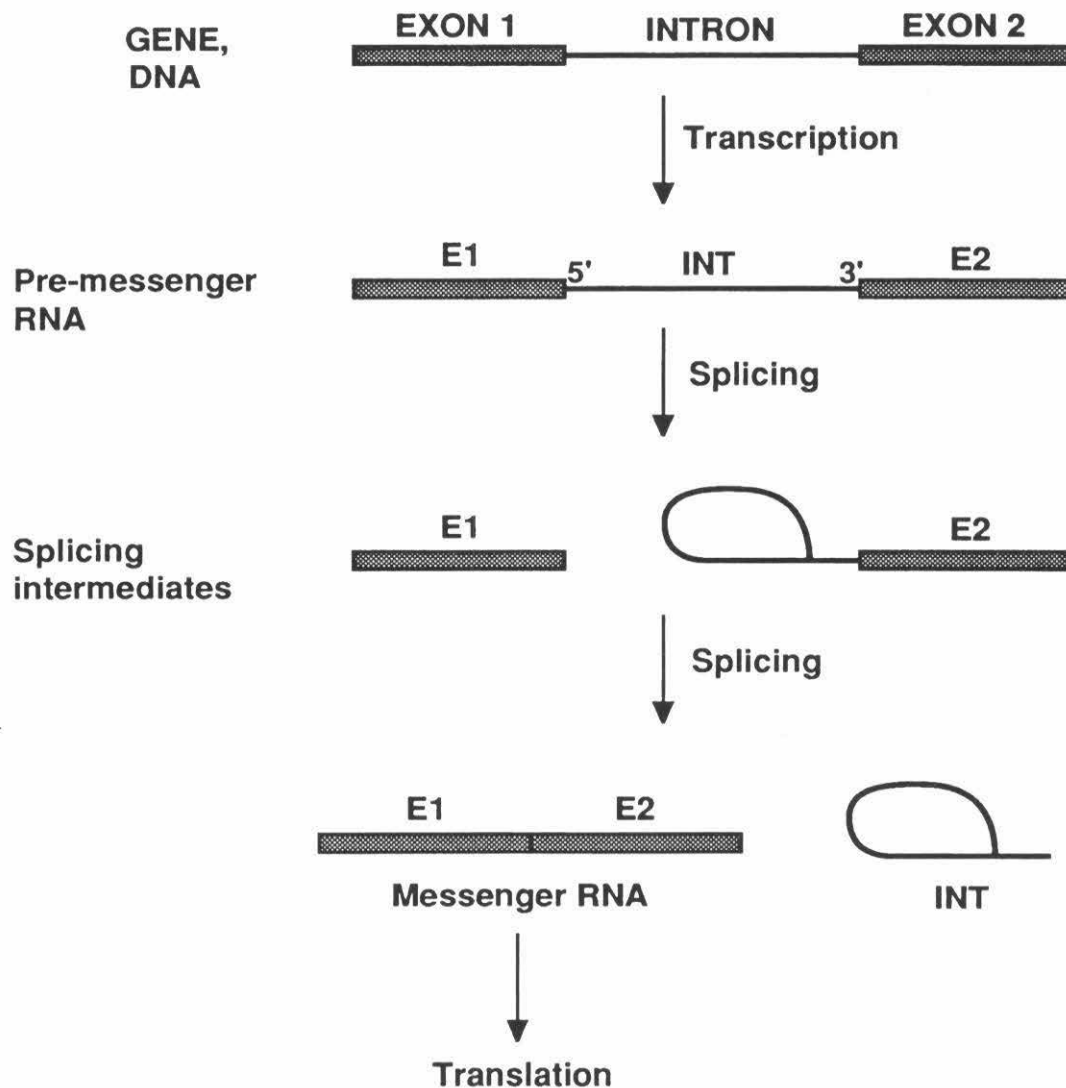 GENE,
DNA
EXON 1 INTRON EXON 2
Transcription
Pre-messenger
RNA
E1 5' INT 3' E2
Splicing
Splicing
intermediates
E1 E2
Splicing
E1 E2
Messenger RNA INT
Translation